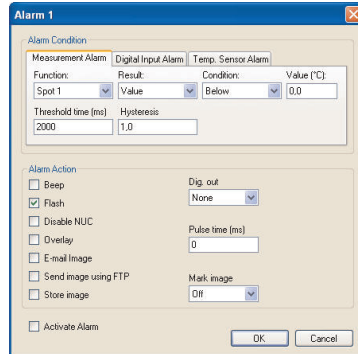 Alarm 1
Alarm Condition
Measurement Alarm Digital Input Alarm Temp. Sensor Alarm
Function: Result: Condition: Value (°C):
Spot 1 Value Below 0,0
Threshold time (ms) Hysteresis
2000 1,0
Alarm Action
Beep
Flash
Disable NUC
Overlay
E-mail Image
Send image using FTP
Store image
Dig. out
None
Pulse time (ms)
0
Mark image
Off
Activate Alarm
OK Cancel